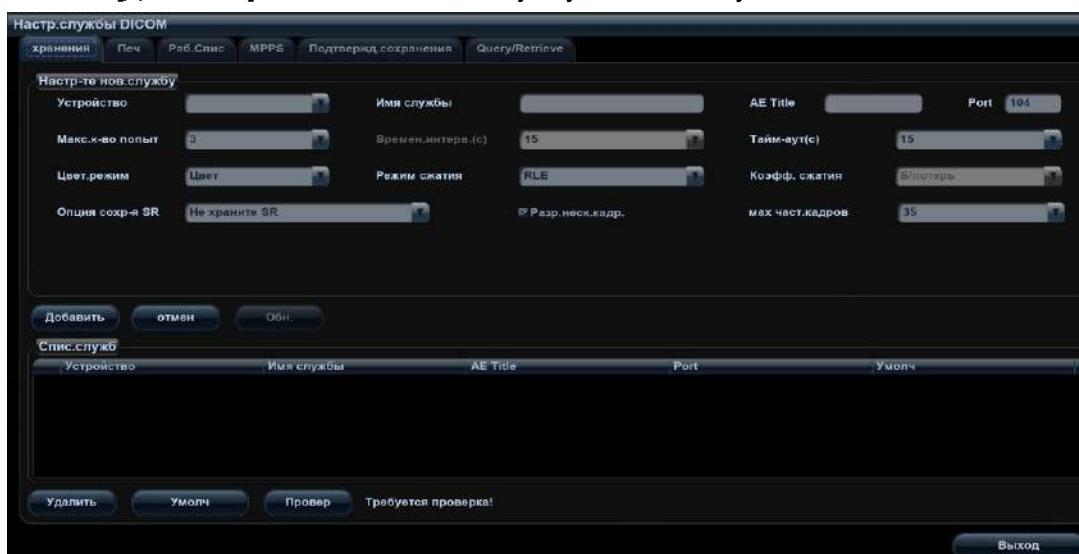 Настр.службы DICOM
хранения Печ Раб.Спис MPPS Подтвержд.сохранения Query/Retrieve
Настр-те нов.службу
Устройство Имя службы AE Title Port 104
Макс.к-во попыт 3 Времен.интерв.(с) 15 Тайм-аут(с) 15
Цвет.режим Цвет Режим сжатия RLE Коэфф. сжатия Б/потерь
Опция сохр-я SR Не храните SR Разр.неск.кадр. мах част.кадров 35
Добавить отмен Обн.
Спис.служб
Устройство Имя службы AE Title Port Умолч
Удалить Умолч Провер Требуется проверка!
Выход